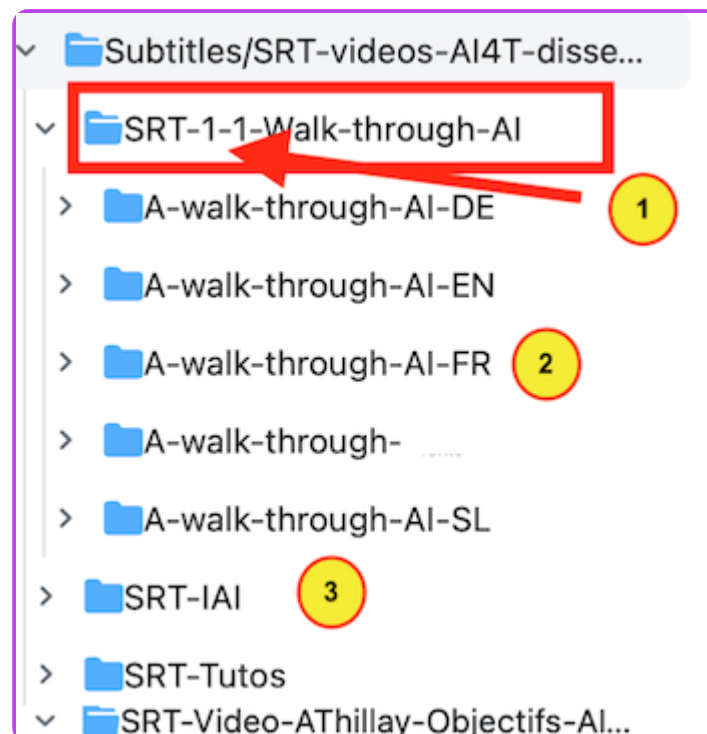 Subtitles/SRT-videos-AI4T-disse...
SRT-1-1-Walk-through-AI
A-walk-through-AI-DE
1
A-walk-through-AI-EN
A-walk-through-AI-FR
2
A-walk-through-
A-walk-through-AI-SL
SRT-IAI
3
SRT-Tutos
SRT-Video-AThillay-Objectifs-AI...